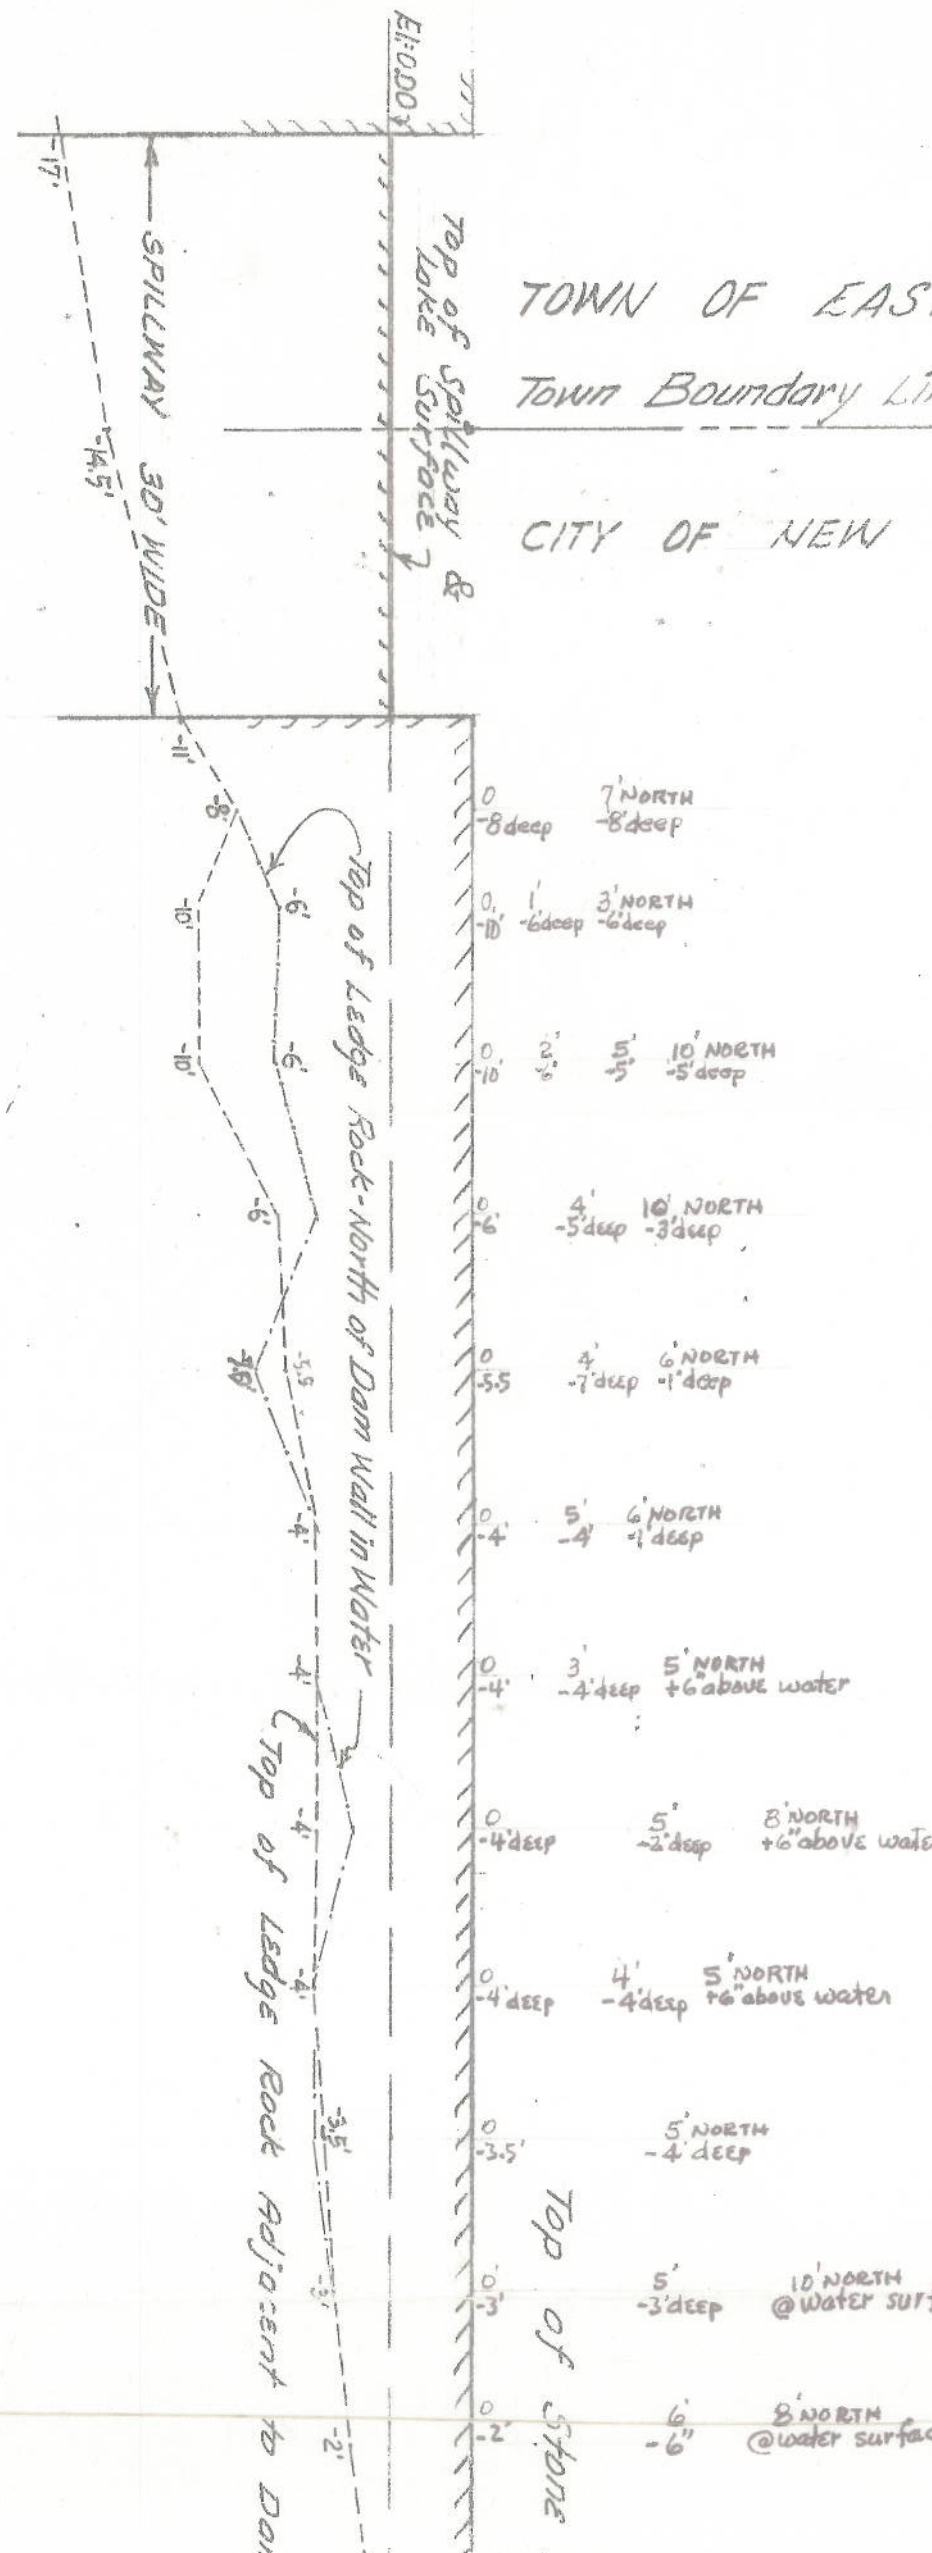 El=0.00
-17'
SPILLWAY 30' WIDE
-14.5'
Top of Spillway &
Lake Surface
TOWN OF EAS
Town Boundary Lin
CITY OF NEW
-11'
-8'
-10'
-10'
-6'
-6'
-6'
-5.5
-4'
-4'
-4'
-4'
-3.5'
-3'
-2'
Top of Ledge Rock-North of Dam Wall in Water
Top of Ledge Rock Adjacent to Dam
Top of Stone
0 7' NORTH
-8' deep -8' deep
0 1' 3' NORTH
-10' -6' deep -6' deep
0 2' 5' 10' NORTH
-10' -6' -5' -5' deep
0 4' 10' NORTH
-6' -5' deep -3' deep
0 4' 6' NORTH
-5.5 -7' deep -1' deep
0 5' 6' NORTH
-4' -4' -1' deep
0 3' 5' NORTH
-4' -4' deep +6" above water
0 5' 8' NORTH
-4' deep -2' deep +6" above wate
0 4' 5' NORTH
-4' deep -4' deep +6" above water
0 5' NORTH
-3.5' -4' deep
0 5' 10' NORTH
-3' -3' deep @ water surf
0 6' 8' NORTH
-2' -6" @ water surfac